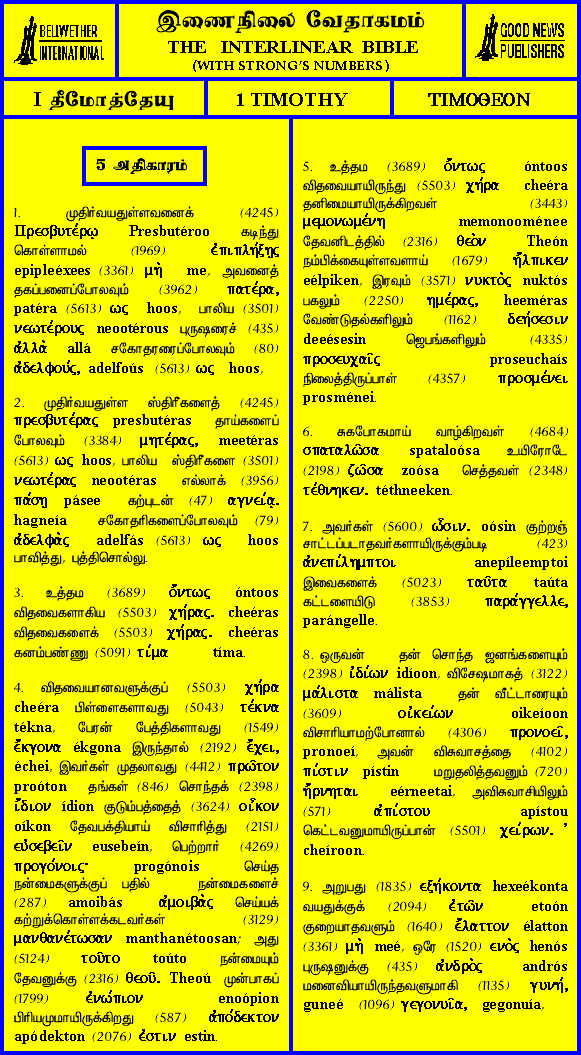 BELLWETHER
INTERNATIONAL
இணைநிலை வேதாகமம்
THE INTERLINEAR BIBLE
(WITH STRONG'S NUMBERS)
GOOD NEWS
PUBLISHERS
I தீமோத்தேயு
1 TIMOTHY
ΤΙΜΟΘΕΟΝ
5 அதிகாரம்
1. முதிர்வயதுள்ளவனைக் (4245)
Πρεσβυτέρῳ Presbutéroo கடிந்து
கொள்ளாமல் (1969) ἐπιπλήξῃς
epipleéxees (3361) μὴ me, அவனைத்
தகப்பனைப்போலவும் (3962) πατέρα,
patéra (5613) ως hoos, பாலிய (3501)
νεωτέρους neootérous புருஷரைச் (435)
ἀλλὰ allá சகோதரரைப்போலவும் (80)
ἀδελφούς, adelfoús (5613) ως hoos,
2. முதிர்வயதுள்ள ஸ்திரீகளைத் (4245)
πρεσβυτέρας presbutéras தாய்களைப்
போலவும் (3384) μητέρας, meetéras
(5613) ως hoos, பாலிய ஸ்திரீகளை (3501)
νεωτέρας neootéras எல்லாக் (3956)
πάσῃ pásee கற்புடன் (47) αγνείᾳ.
hagneía சகோதரிகளைப்போலவும் (79)
ἀδελφὰς adelfás (5613) ως hoos
பாவித்து, புத்திசொல்லு.
3. உத்தம (3689) ὄντως óntoos
விதவைகளாகிய (5503) χήρας. cheéras
விதவைகளைக் (5503) χήρας. cheéras
கனம்பண்ணு (5091) τίμα tíma.
4. விதவையானவளுக்குப் (5503) χήρα
cheéra பிள்ளைகளாவது (5043) τέκνα
tékna, பேரன் பேத்திகளாவது (1549)
ἔκγονα ékgona இருந்தால் (2192) ἔχει,
échei, இவர்கள் முதலாவது (4412) πρῶτον
proóton தங்கள் (846) சொந்தக் (2398)
ἴδιον ídion குடும்பத்தைத் (3624) οἶκον
oíkon தேவபக்தியாய் விசாரித்து (2151)
εὐσεβεῖν eusebeín, பெற்றார் (4269)
προγόνοις· progónois செய்த
நன்மைகளுக்குப் பதில் நன்மைகளைச்
(287) amoibás ἀμοιβὰς செய்யக்
கற்றுக்கொள்ளக்கடவர்கள் (3129)
μανθανέτωσαν manthanétoosan; அது
(5124) τοῦτο toúto நன்மையும்
தேவனுக்கு (2316) θεοῦ. Theoú முன்பாகப்
(1799) ἐνώπιον enoópion
பிரியமுமாயிருக்கிறது (587) ἀπόδεκτον
apódekton (2076) ἐστιν estin.
5. உத்தம (3689) ὄντως óntoos
விதவையாயிருந்து (5503) χήρα cheéra
தனிமையாயிருக்கிறவள் (3443)
μεμονωμένη memonooménee
தேவனிடத்தில் (2316) θεὸν Theón
நம்பிக்கையுள்ளவளாய் (1679) ἤλπικεν
eélpiken, இரவும் (3571) νυκτὸς nuktós
பகலும் (2250) ημέρας, heeméras
வேண்டுதல்களிலும் (1162) δεήσεσιν
deeésesin ஜெபங்களிலும் (4335)
προσευχαῖς proseuchaís
நிலைத்திருப்பாள் (4357) προσμένει
prosménei.
6. சுகபோகமாய் வாழ்கிறவள் (4684)
σπαταλῶσα spataloósa உயிரோடே
(2198) ζῶσα zoósa செத்தவள் (2348)
τέθνηκεν. téthneeken.
7. அவர்கள் (5600) ὦσιν. oósin குற்றஞ்
சாட்டப்படாதவர்களாயிருக்கும்படி (423)
ἀνεπίλημπτοι anepíleemptoi
இவைகளைக் (5023) ταῦτα taúta
கட்டளையிடு (3853) παράγγελλε,
parángelle.
8. ஒருவன் தன் சொந்த ஜனங்களையும்
(2398) ἰδίων idíoon, விசேஷமாகத் (3122)
μάλιστα málista தன் வீட்டாரையும்
(3609) οἰκείων oikeíoon
விசாரியாமற்போனால் (4306) προνοεῖ,
pronoeí, அவன் விசுவாசத்தை (4102)
πίστιν pístin மறுதலித்தவனும் (720)
ἤρνηται eérneetai, அவிசுவாசியிலும்
(571) ἀπίστου apístou
கெட்டவனுமாயிருப்பான் (5501) χείρων. ’
cheíroon.
9. அறுபது (1835) εξήκοντα hexeékonta
வயதுக்குக் (2094) ἐτῶν etoón
குறையாதவளும் (1640) ἔλαττον élatton
(3361) μὴ meé, ஒரே (1520) ενὸς henós
புருஷனுக்கு (435) ἀνδρὸς andrós
மனைவியாயிருந்தவளுமாகி (1135) γυνή,
guneé (1096) γεγονυῖα, gegonuía,